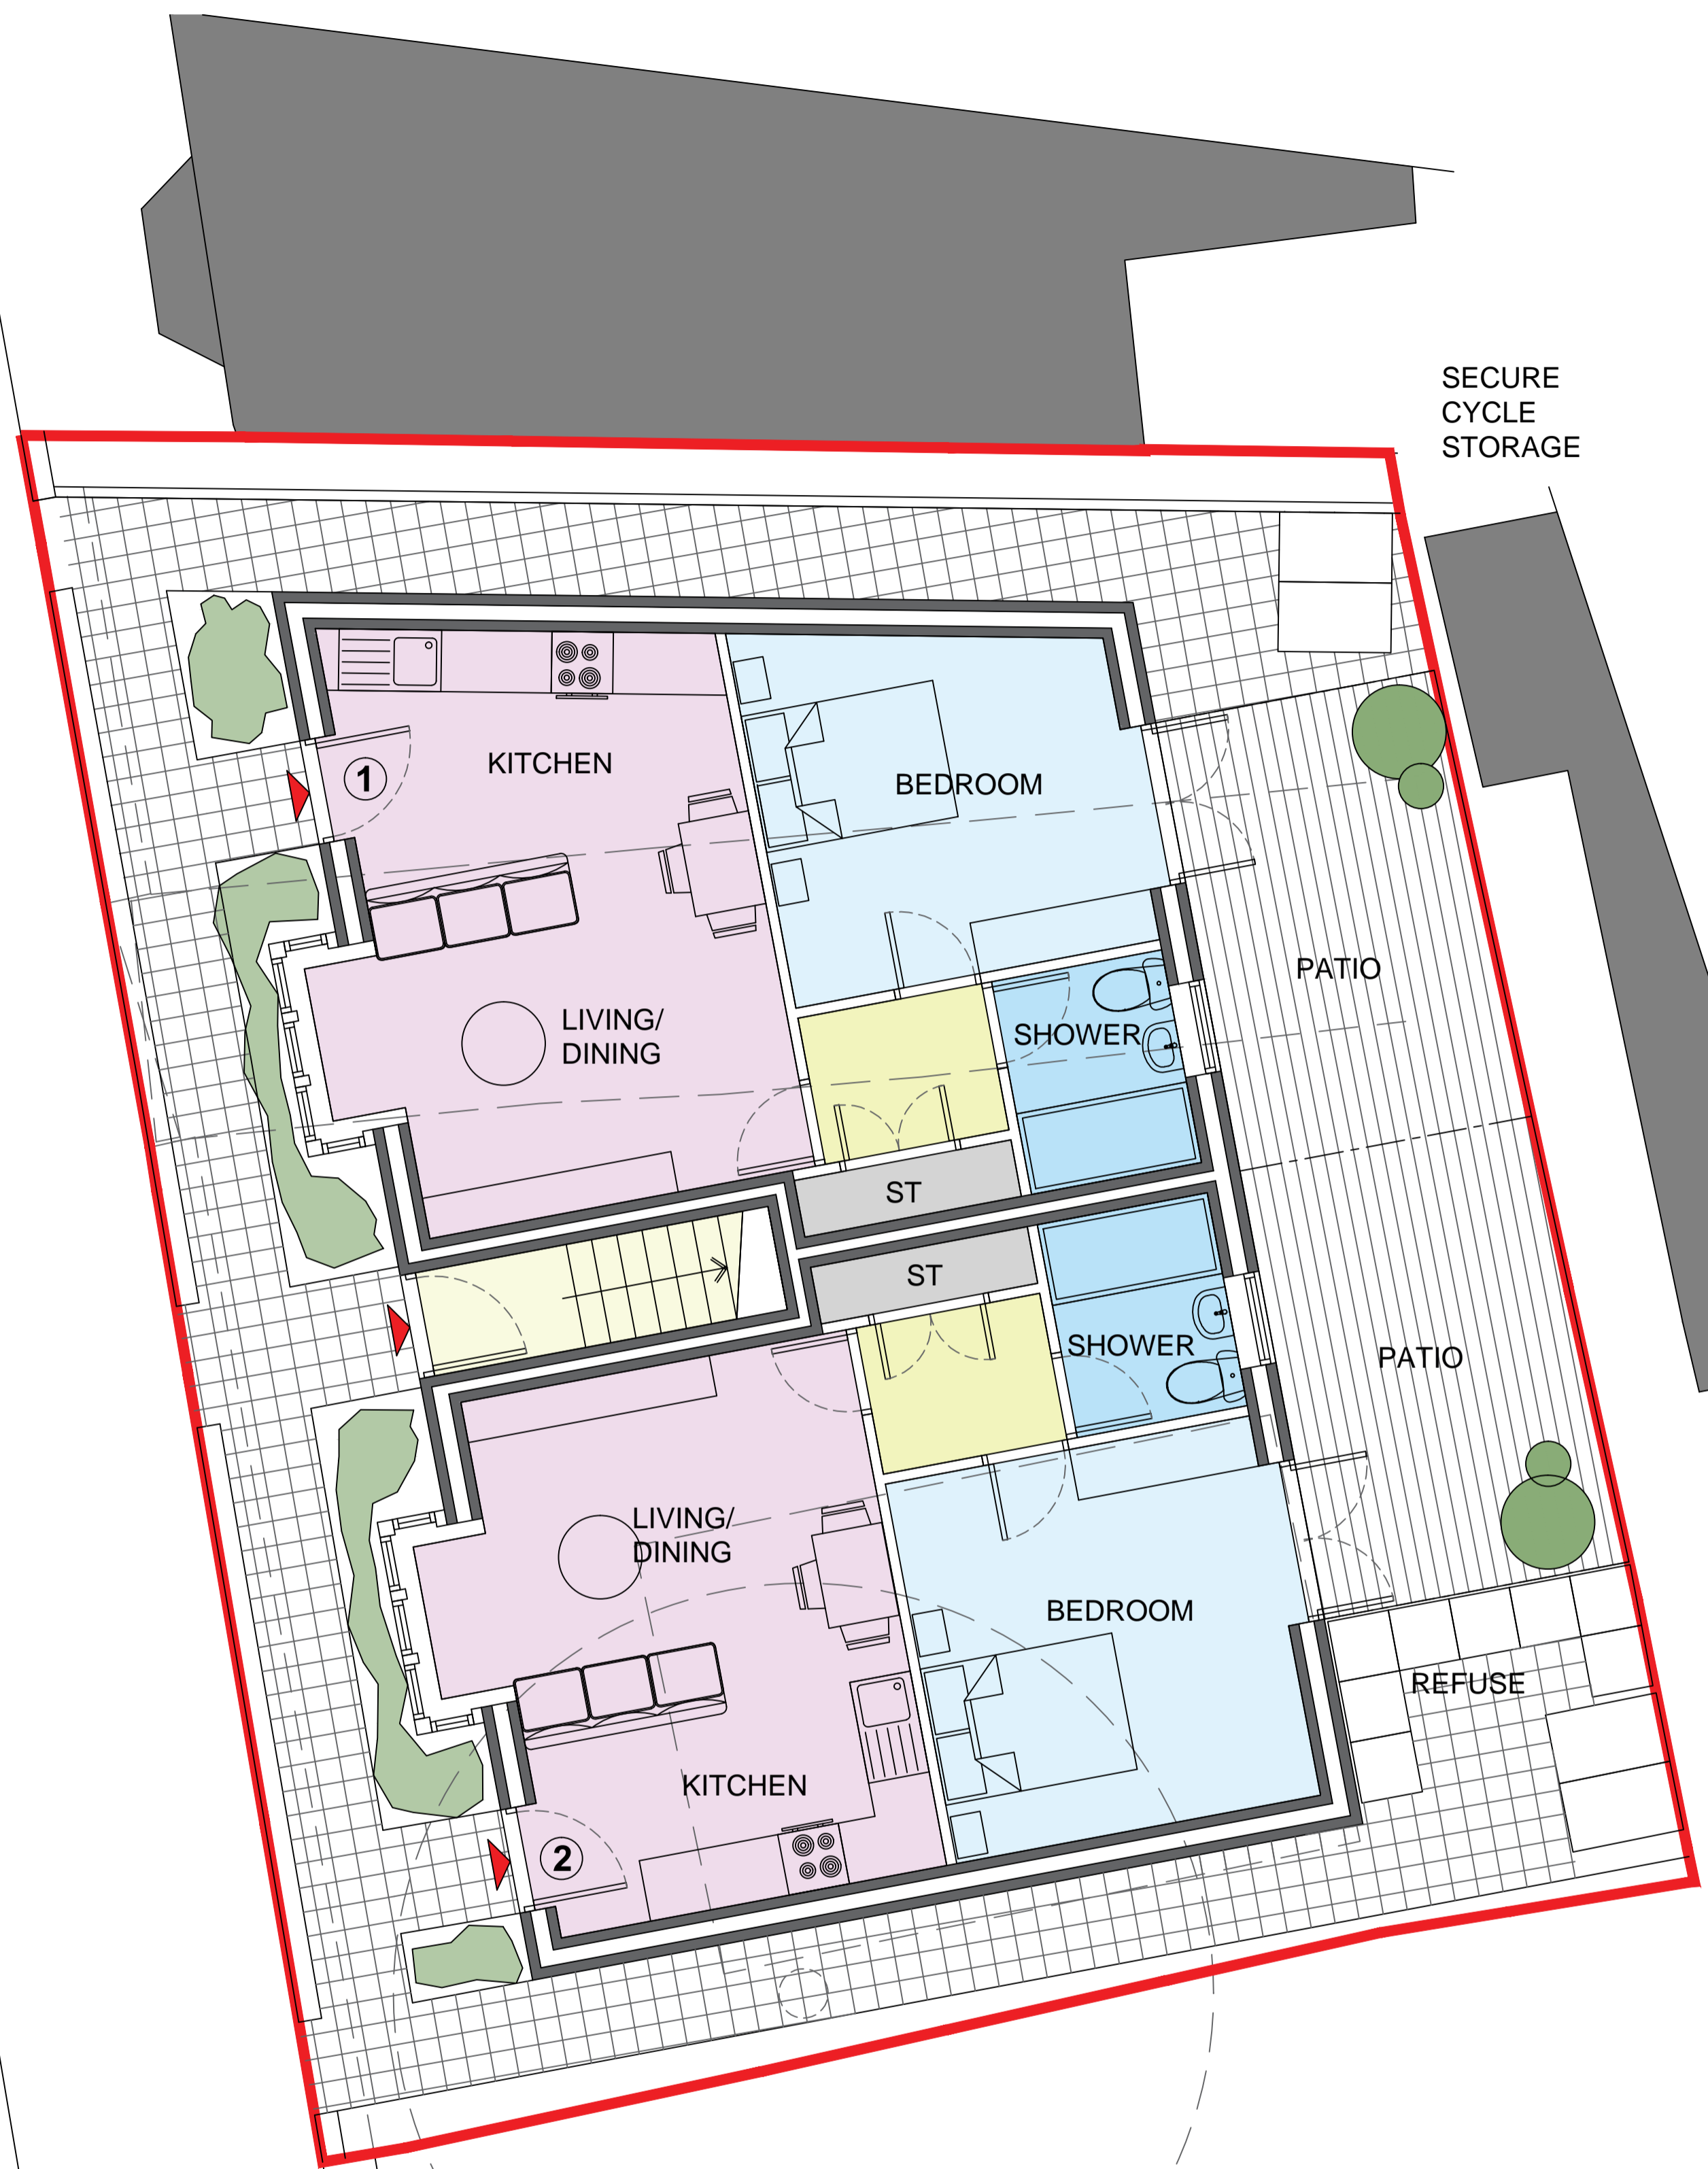 SECURE
CYCLE
STORAGE
KITCHEN
1
BEDROOM
PATIO
LIVING/
DINING
SHOWER
ST
ST
SHOWER
PATIO
LIVING/
DINING
BEDROOM
REFUSE
KITCHEN
2